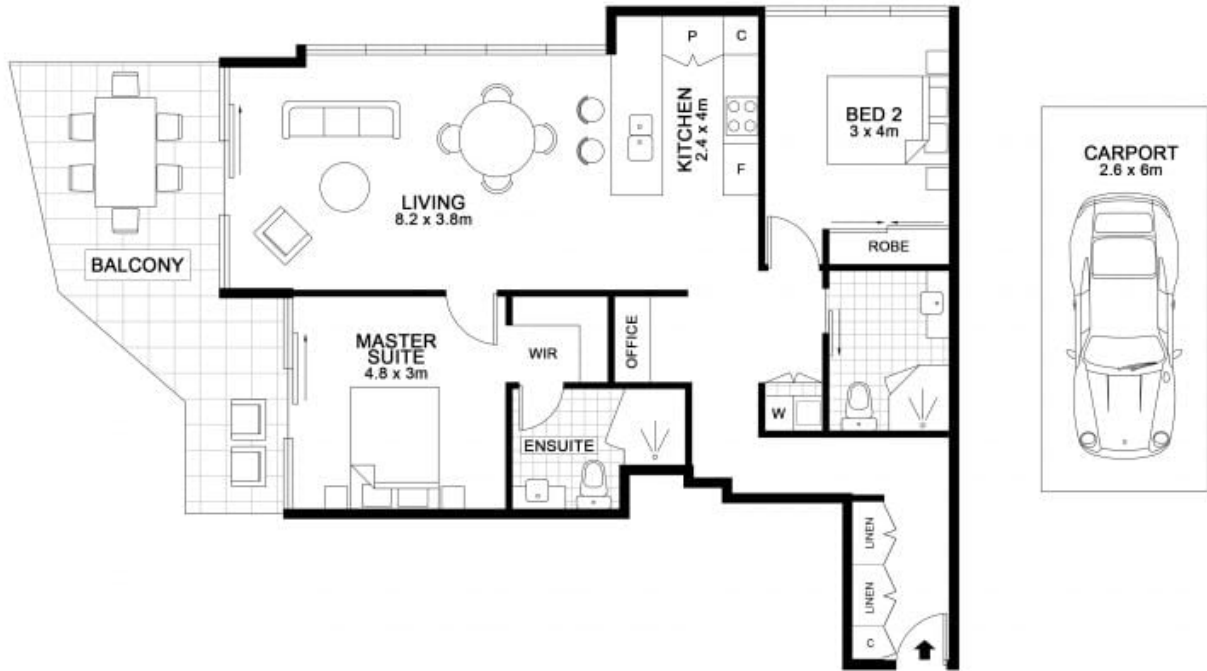 P
C
KITCHEN
2.4 x 4m
F
BED 2
3 x 4m
ROBE
CARPORT
2.6 x 6m
LIVING
8.2 x 3.8m
BALCONY
MASTER
SUITE
4.8 x 3m
WIR
OFFICE
ENSUITE
W
LINEN
LINEN
C